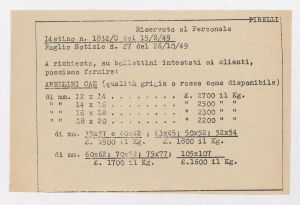 PIRELLI
Riservato al Personale
Listino n. 1832/C del 15/8/49
Foglio Notizie n. 27 del 26/10/49
A richiesta, su bollettini intestati ai clienti,
possiamo fornire:
ANELLINI CAE (qualità grigia o rossa come disponibile)
di mm. 12 x 14 . . . . . . . . £. 2700 il Kg.
" " 14 x 16 . . . . . . . . " 2500 " "
" " 16 x 18 . . . . . . . . " 2300 " "
" " 18 x 20 . . . . . . . . " 2200 " "
di mm. 35x37 e 40x42 ; 43x45; 50x52; 52x54
£. 1900 il Kg. £. 1800 il Kg.
di mm. 60x62; 70x72; 75x77; 105x107
£. 1700 il Kg. £.1600 il Kg.